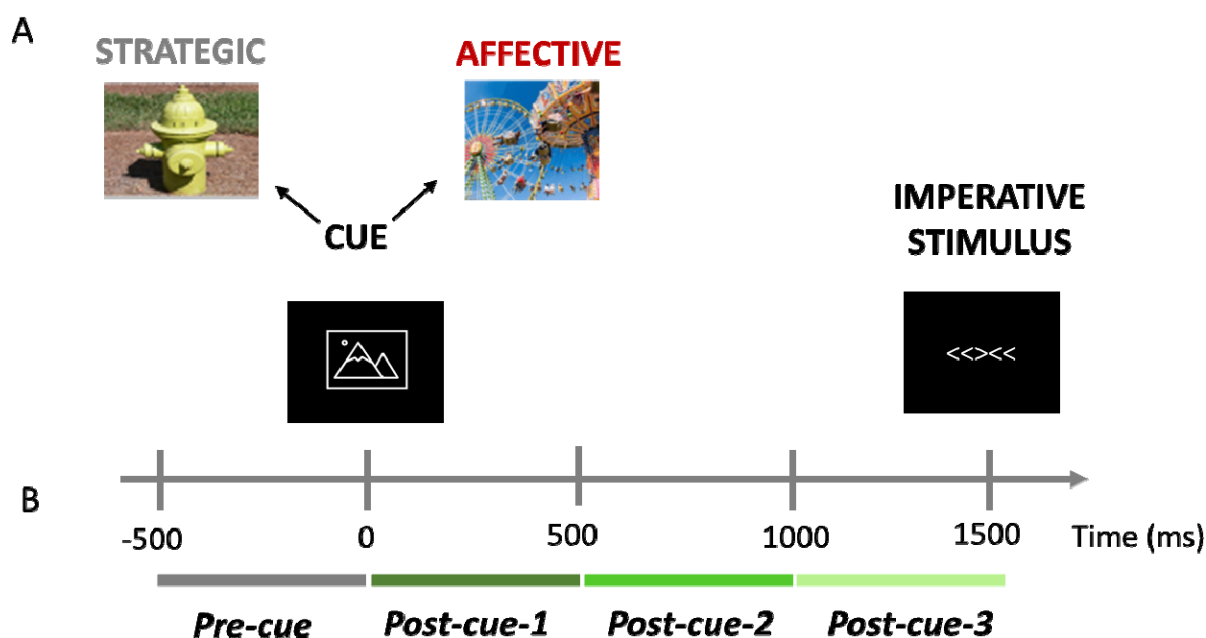 A
STRATEGIC
AFFECTIVE
CUE
IMPERATIVE
STIMULUS
<<><<
B
-500 0 500 1000 1500 Time (ms)
Pre-cue Post-cue-1 Post-cue-2 Post-cue-3